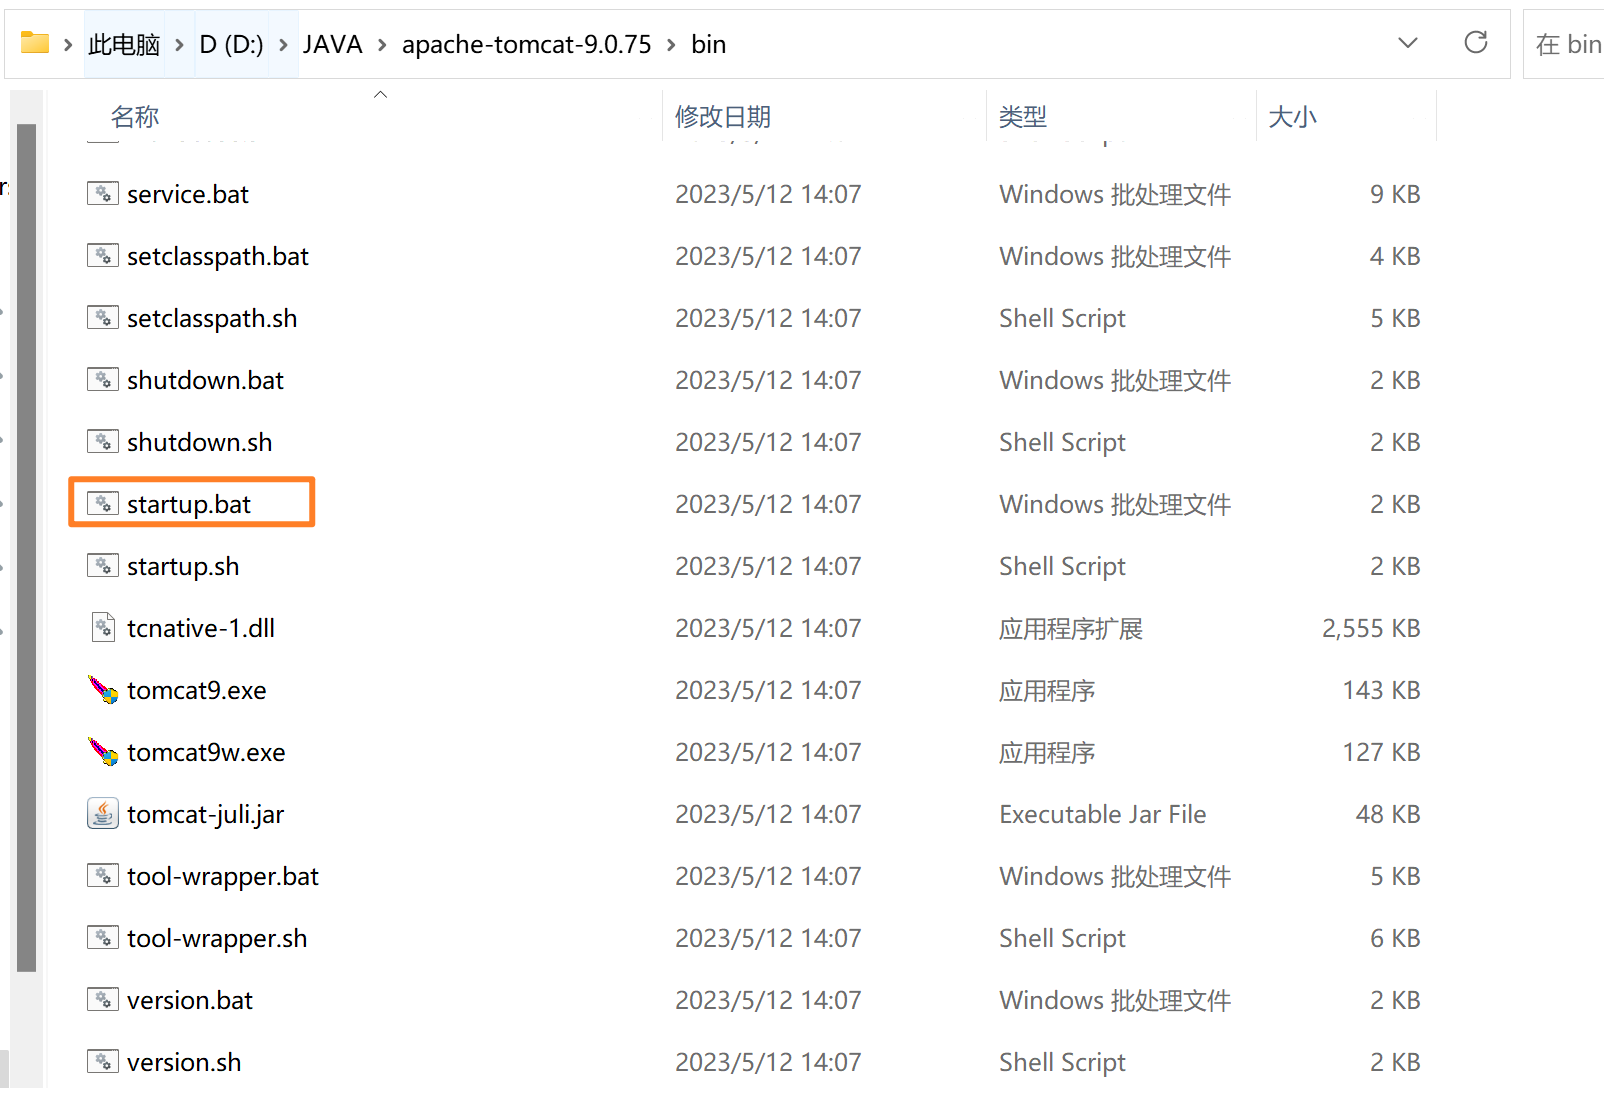 此电脑 > D (D:) > JAVA > apache-tomcat-9.0.75 > bin
在 bin
名称 修改日期 类型 大小
service.bat 2023/5/12 14:07 Windows 批处理文件 9 KB
setclasspath.bat 2023/5/12 14:07 Windows 批处理文件 4 KB
setclasspath.sh 2023/5/12 14:07 Shell Script 5 KB
shutdown.bat 2023/5/12 14:07 Windows 批处理文件 2 KB
shutdown.sh 2023/5/12 14:07 Shell Script 2 KB
startup.bat 2023/5/12 14:07 Windows 批处理文件 2 KB
startup.sh 2023/5/12 14:07 Shell Script 2 KB
tcnative-1.dll 2023/5/12 14:07 应用程序扩展 2,555 KB
tomcat9.exe 2023/5/12 14:07 应用程序 143 KB
tomcat9w.exe 2023/5/12 14:07 应用程序 127 KB
tomcat-juli.jar 2023/5/12 14:07 Executable Jar File 48 KB
tool-wrapper.bat 2023/5/12 14:07 Windows 批处理文件 5 KB
tool-wrapper.sh 2023/5/12 14:07 Shell Script 6 KB
version.bat 2023/5/12 14:07 Windows 批处理文件 2 KB
version.sh 2023/5/12 14:07 Shell Script 2 KB